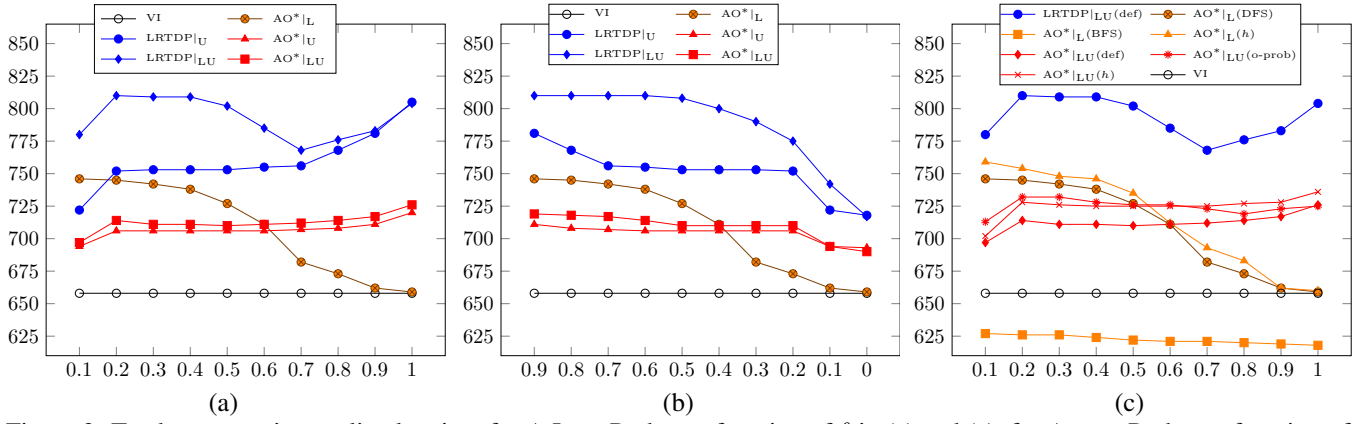 VI
LRTDP|U
LRTDP|LU
AO*|L
AO*|U
AO*|LU
850
825
800
775
750
725
700
675
650
625
0.1 0.2 0.3 0.4 0.5 0.6 0.7 0.8 0.9 1
(a)
VI
LRTDP|U
LRTDP|LU
AO*|L
AO*|U
AO*|LU
850
825
800
775
750
725
700
675
650
625
0.9 0.8 0.7 0.6 0.5 0.4 0.3 0.2 0.1 0
(b)
LRTDP|LU(def)
AO*|L(BFS)
AO*|LU(def)
AO*|LU(h)
AO*|L(DFS)
AO*|L(h)
AO*|LU(o-prob)
VI
850
825
800
775
750
725
700
675
650
625
0.1 0.2 0.3 0.4 0.5 0.6 0.7 0.8 0.9 1
(c)